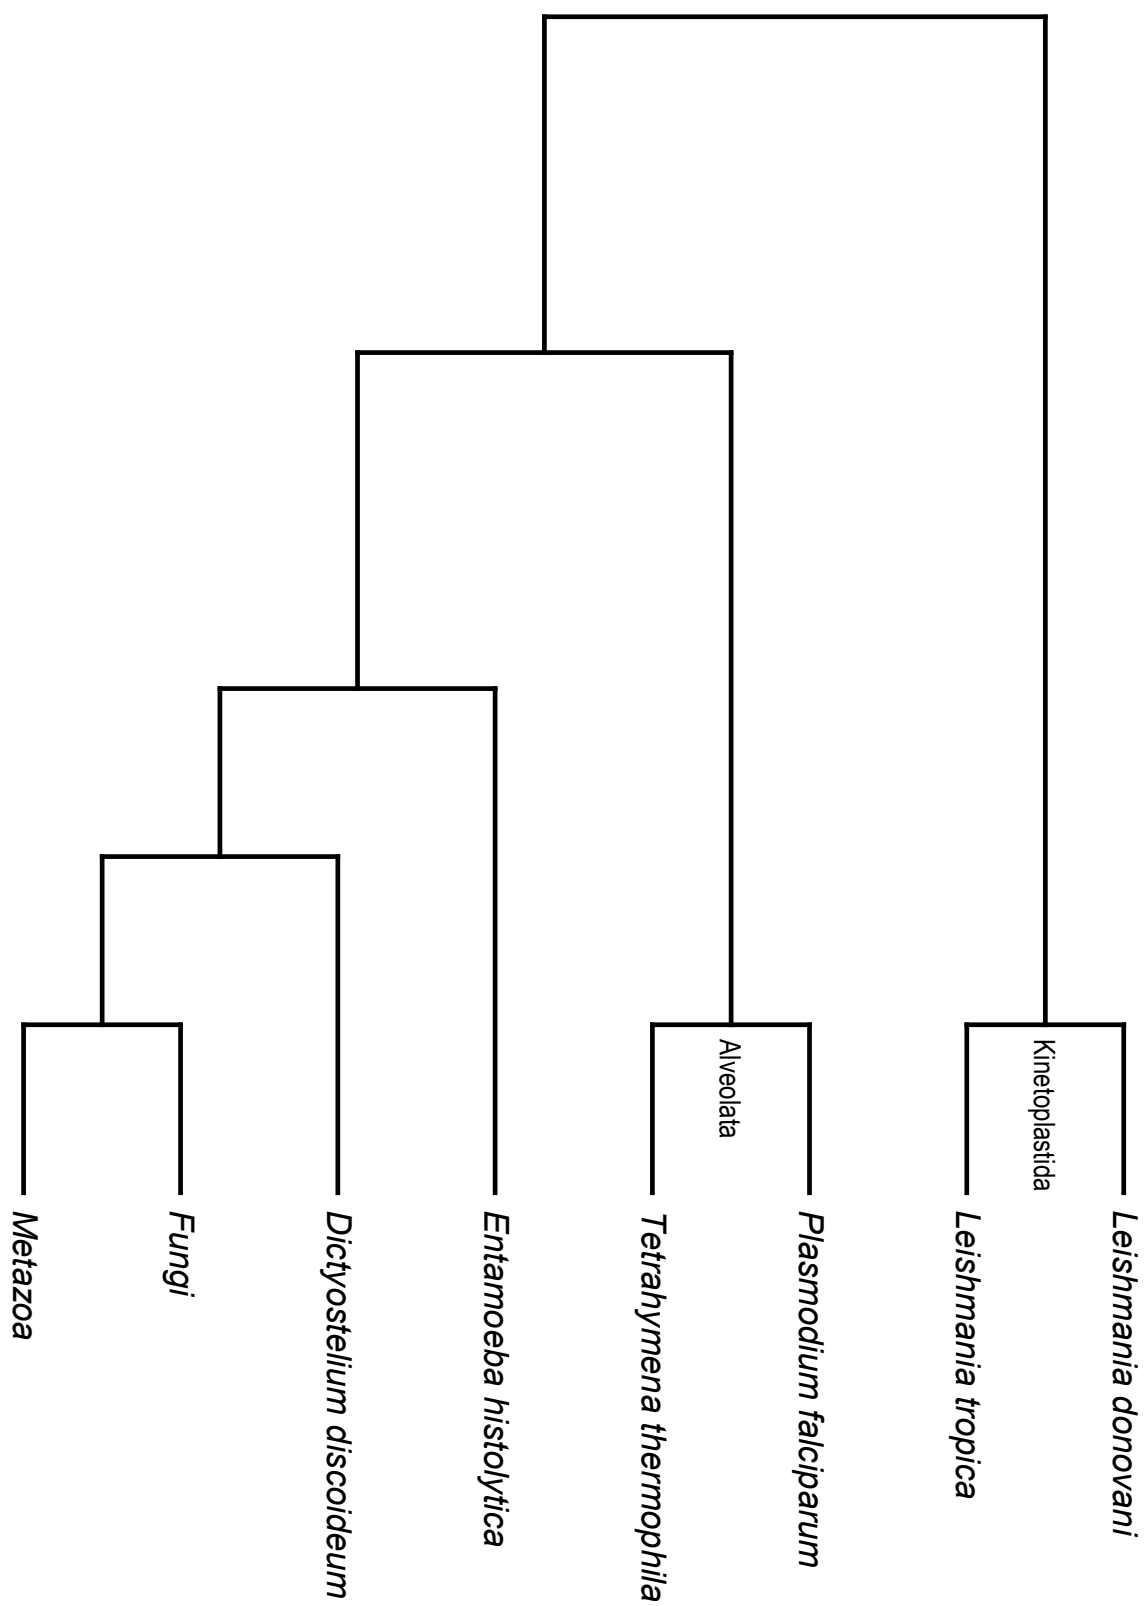 Leishmania donovani
Kinetoplastida
Leishmania tropica
Plasmodium falciparum
Alveolata
Tetrahymena thermophila
Entamoeba histolytica
Dictyostelium discoideum
Fungi
Metazoa